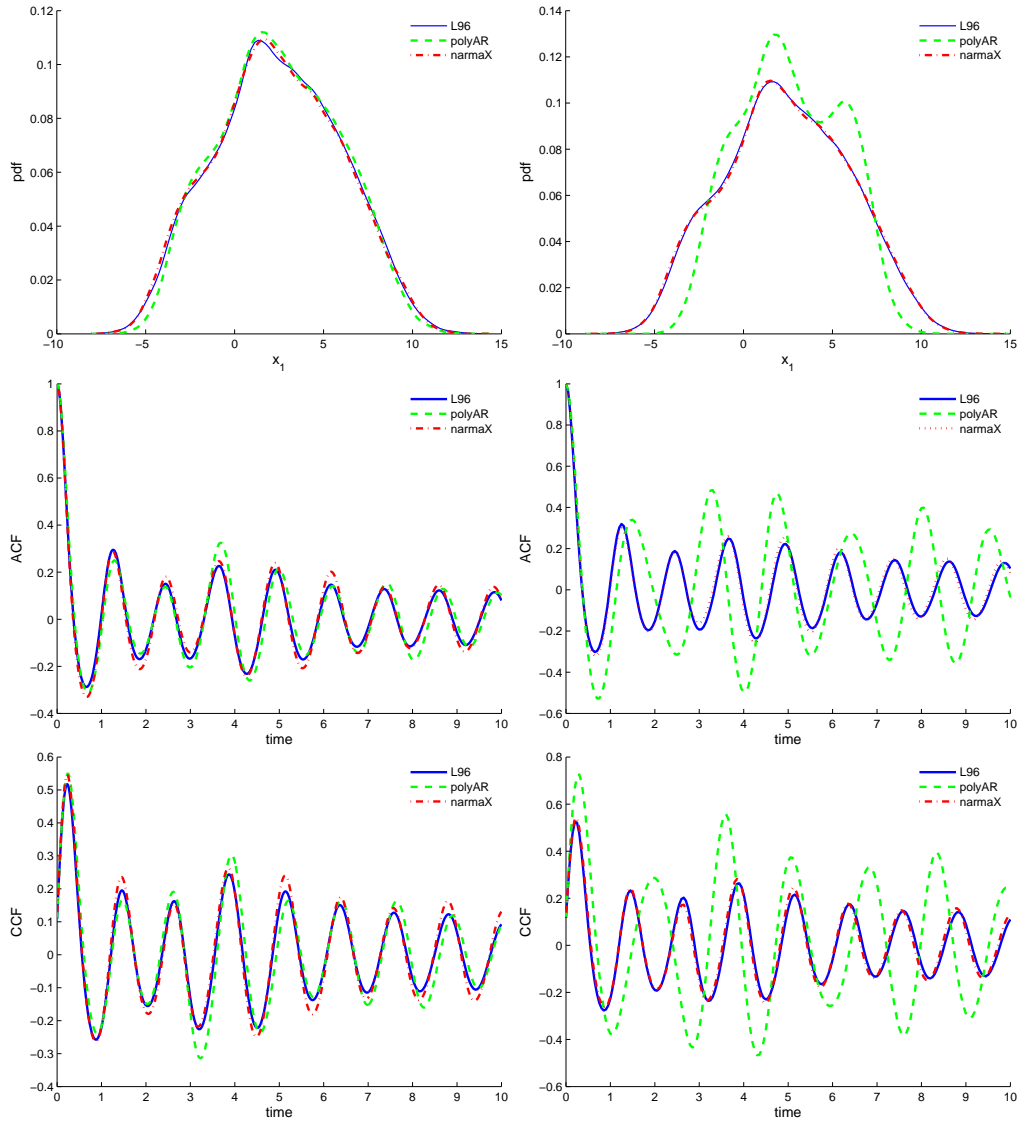 0.12
0.1
0.08
0.06
0.04
0.02
0
pdf
−10
−5
0
5
10
15
x_1
L96
polyAR
narmaX
0.14
0.12
0.1
0.08
0.06
0.04
0.02
0
pdf
−10
−5
0
5
10
15
x_1
L96
polyAR
narmaX
1
0.8
0.6
0.4
0.2
0
−0.2
−0.4
ACF
0 1 2 3 4 5 6 7 8 9 10
time
L96
polyAR
narmaX
1
0.8
0.6
0.4
0.2
0
−0.2
−0.4
−0.6
ACF
0 1 2 3 4 5 6 7 8 9 10
time
L96
polyAR
narmaX
0.6
0.5
0.4
0.3
0.2
0.1
0
−0.1
−0.2
−0.3
−0.4
CCF
0 1 2 3 4 5 6 7 8 9 10
time
L96
polyAR
narmaX
0.8
0.6
0.4
0.2
0
−0.2
−0.4
−0.6
CCF
0 1 2 3 4 5 6 7 8 9 10
time
L96
polyAR
narmaX